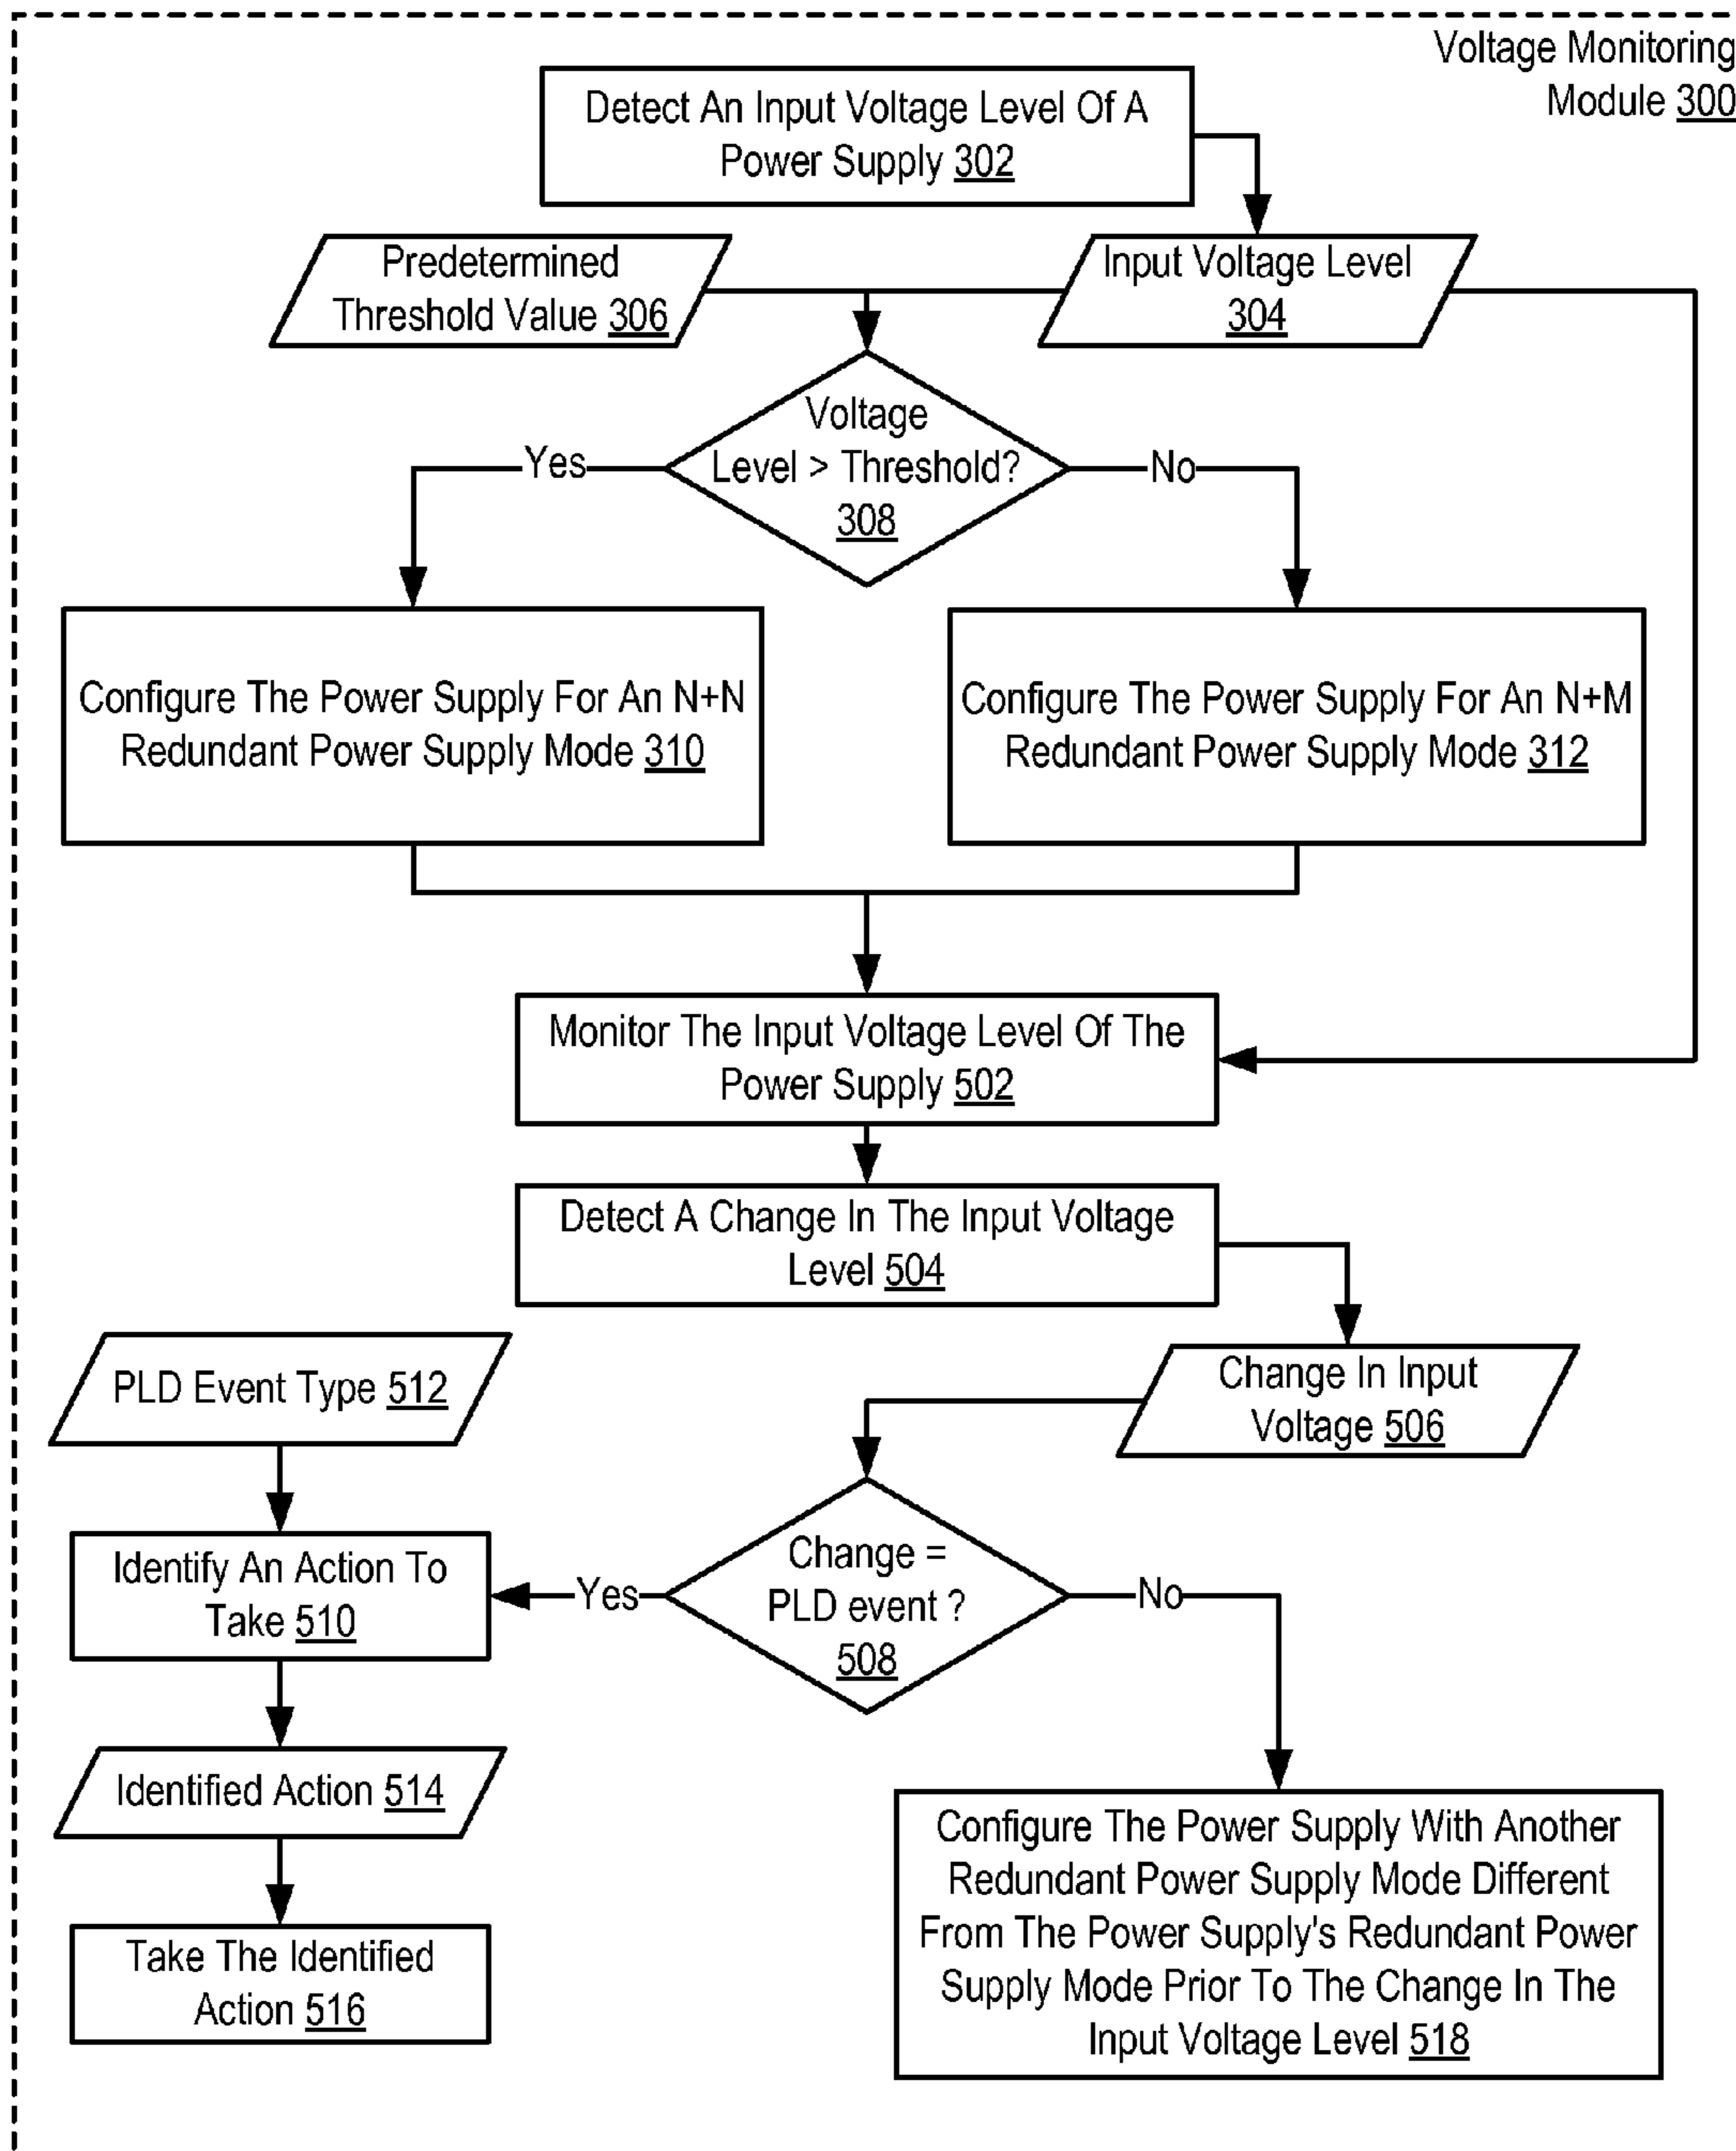 Voltage Monitoring
Module 300
Detect An Input Voltage Level Of A
Power Supply 302
Predetermined
Threshold Value 306
Input Voltage Level
304
Voltage
Level > Threshold?
308
Yes
No
Configure The Power Supply For An N+N
Redundant Power Supply Mode 310
Configure The Power Supply For An N+M
Redundant Power Supply Mode 312
Monitor The Input Voltage Level Of The
Power Supply 502
Detect A Change In The Input Voltage
Level 504
PLD Event Type 512
Change In Input
Voltage 506
Identify An Action To
Take 510
Yes
Change =
PLD event ?
508
No
Identified Action 514
Take The Identified
Action 516
Configure The Power Supply With Another
Redundant Power Supply Mode Different
From The Power Supply's Redundant Power
Supply Mode Prior To The Change In The
Input Voltage Level 518